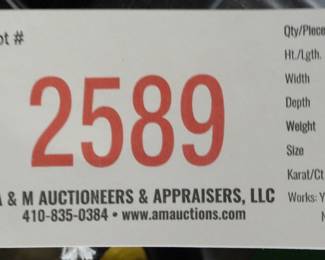 ot #
2589
A & M AUCTIONEERS & APPRAISERS, LLC
410-835-0384 • www.amauctions.com
Qty/Piece
Ht./Lgth.
Width
Depth
Weight
Size
Karat/Ct
Works: Y
N